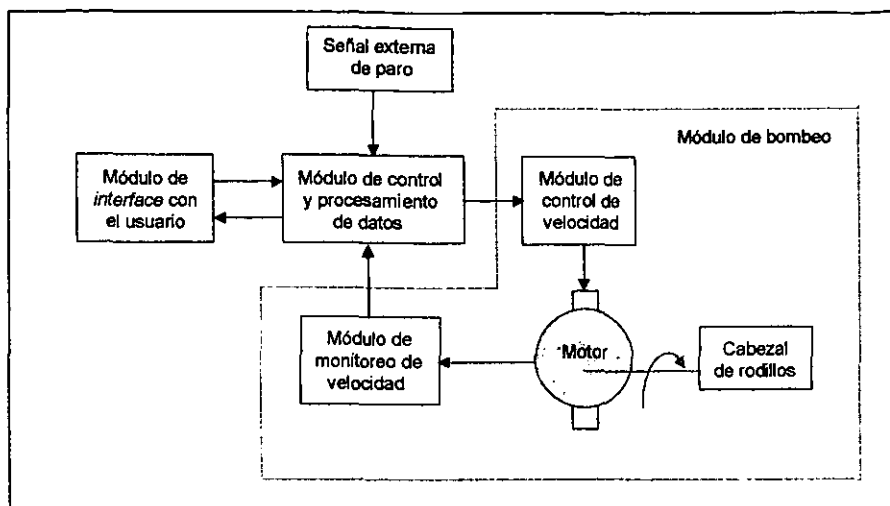 Señal externa
de paro
Módulo de bombeo
Módulo de
interface con
el usuario
Módulo de control
y procesamiento
de datos
Módulo de
control de
velocidad
Módulo de
monitoreo de
velocidad
Motor
Cabezal
de rodillos